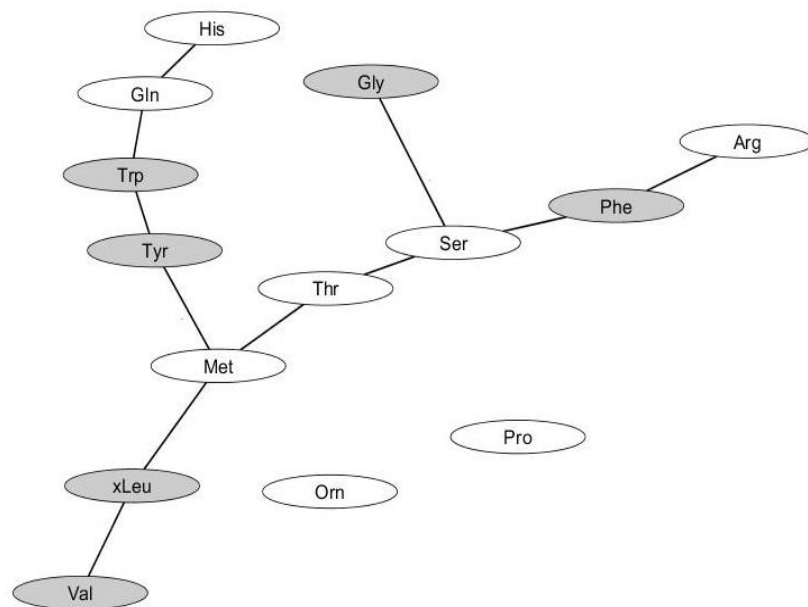 His
Gly
Gln
Arg
Trp
Phe
Tyr
Ser
Thr
Met
Pro
xLeu
Orn
Val